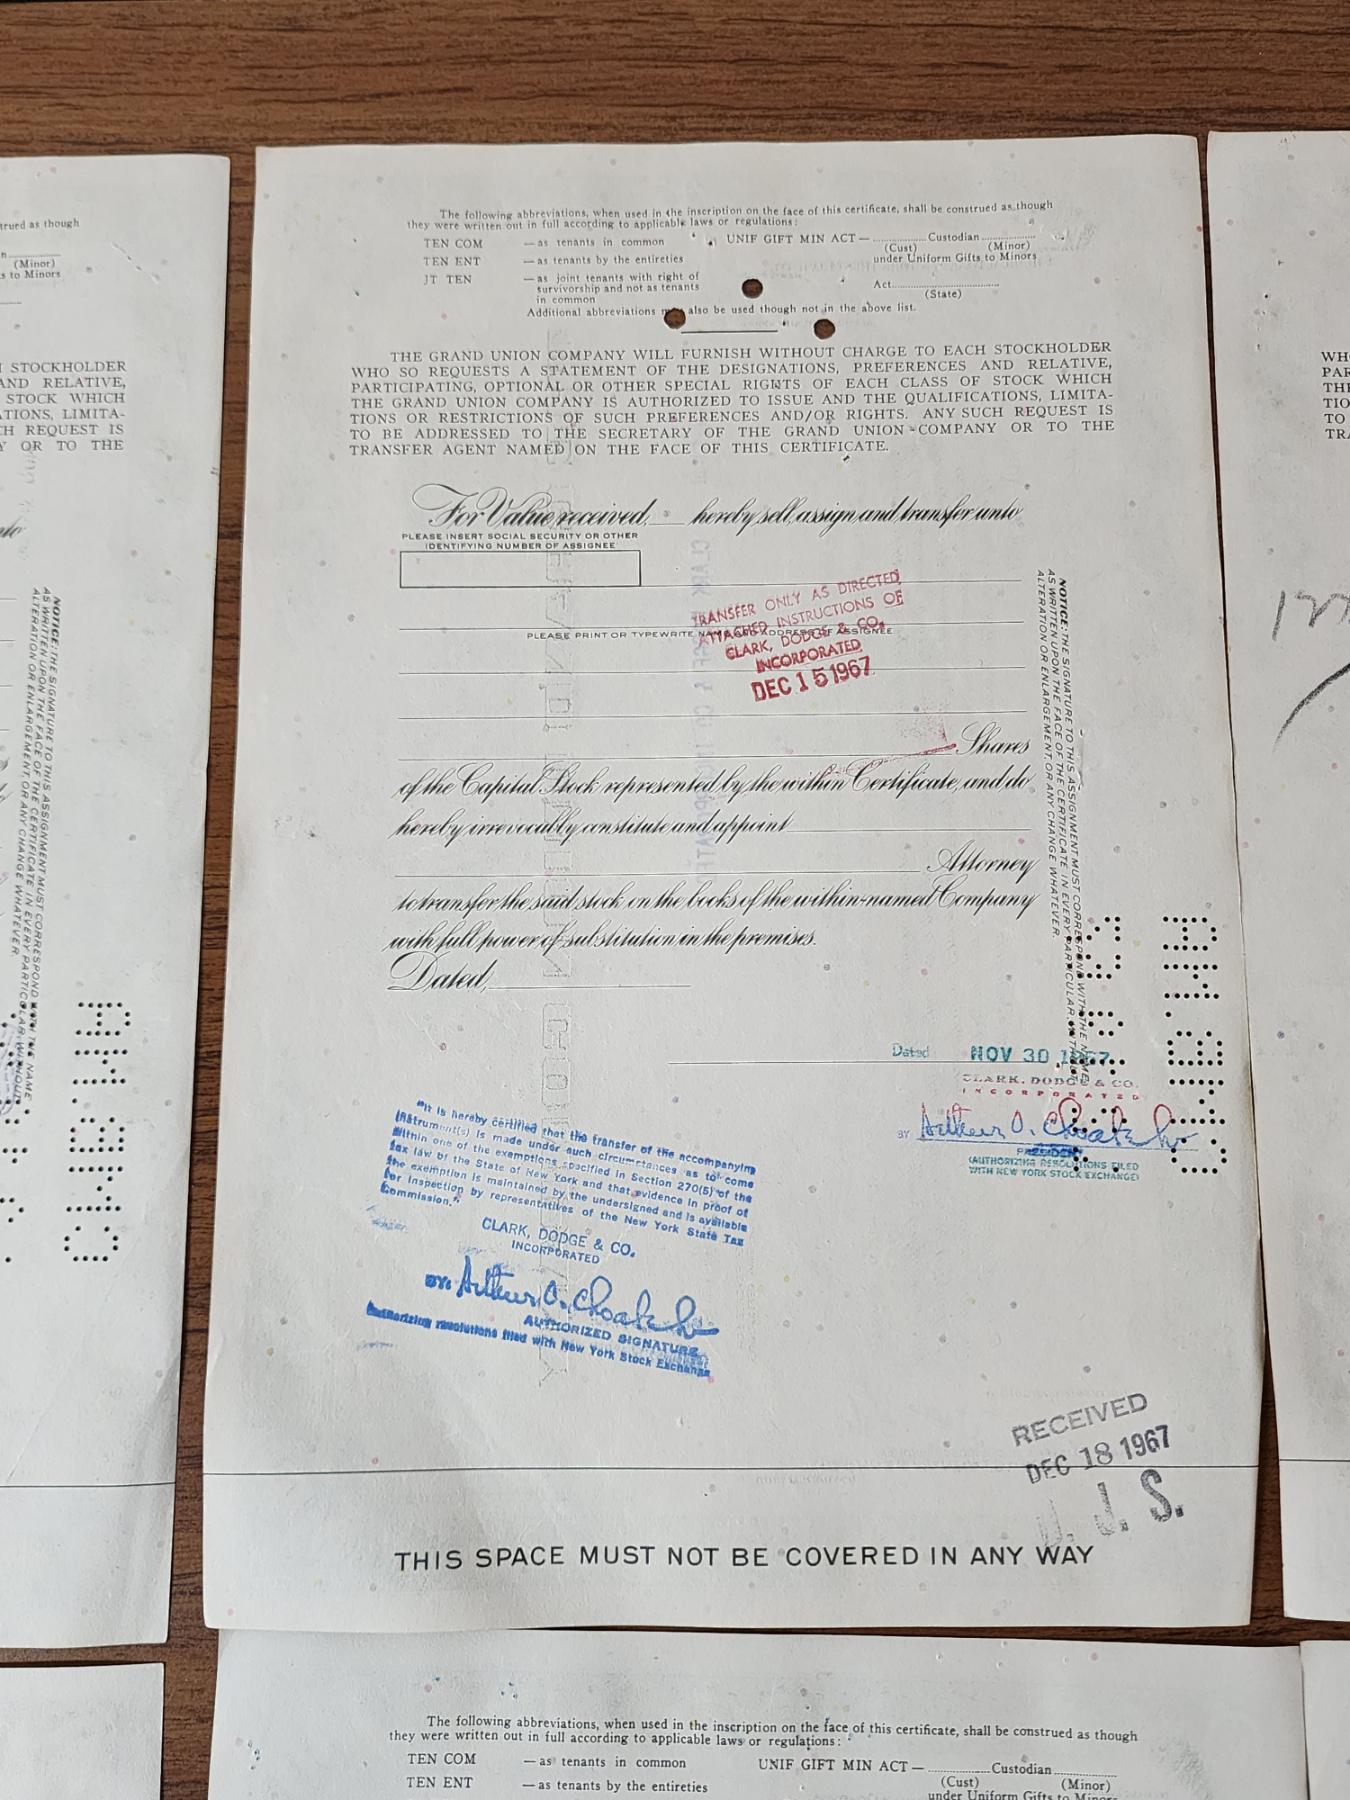 The following abbreviations, when used in the inscription on the face of this certificate, shall be construed as though
they were written out in full according to applicable laws or regulations:
TEN COM — as tenants in common UNIF GIFT MIN ACT — Custodian
(Cust) (Minor)
TEN ENT — as tenants by the entireties under Uniform Gifts to Minors
JT TEN — as joint tenants with right of
survivorship and not as tenants
in common
Act
(State)
Additional abbreviations also be used though not in the above list.
THE GRAND UNION COMPANY WILL FURNISH WITHOUT CHARGE TO EACH STOCKHOLDER
WHO SO REQUESTS A STATEMENT OF THE DESIGNATIONS, PREFERENCES AND RELATIVE,
PARTICIPATING, OPTIONAL OR OTHER SPECIAL RIGHTS OF EACH CLASS OF STOCK WHICH
THE GRAND UNION COMPANY IS AUTHORIZED TO ISSUE AND THE QUALIFICATIONS, LIMITA-
TIONS OR RESTRICTIONS OF SUCH PREFERENCES AND/OR RIGHTS. ANY SUCH REQUEST IS
TO BE ADDRESSED TO THE SECRETARY OF THE GRAND UNION COMPANY OR TO THE
TRANSFER AGENT NAMED ON THE FACE OF THIS CERTIFICATE.
For Value received, hereby sell, assign and transfer unto
PLEASE INSERT SOCIAL SECURITY OR OTHER
IDENTIFYING NUMBER OF ASSIGNEE
PLEASE PRINT OR TYPEWRITE NAME AND ADDRESS OF ASSIGNEE
TRANSFER ONLY AS DIRECTED
ATTACHED INSTRUCTIONS OF
CLARK, DODGE & CO.
INCORPORATED
DEC 15 1967
Shares
of the Capital Stock represented by the within Certificate, and do
hereby irrevocably constitute and appoint
Attorney
to transfer the said stock on the books of the within-named Company
with full power of substitution in the premises.
Dated,
NOTICE: THE SIGNATURE TO THIS ASSIGNMENT MUST CORRESPOND WITH THE NAME
AS WRITTEN UPON THE FACE OF THE CERTIFICATE IN EVERY PARTICULAR, WITHOUT
ALTERATION OR ENLARGEMENT, OR ANY CHANGE WHATEVER.
Dated NOV 30 1967
CLARK, DODGE & CO.
INCORPORATED
BY Arthur O. Choate Jr.
PRESIDENT
(AUTHORIZING RESOLUTIONS FILED
WITH NEW YORK STOCK EXCHANGE)
"It is hereby certified that the transfer of the accompanying
instrument(s) is made under such circumstances as to come
within one of the exemptions specified in Section 270(5) of the
tax law of the State of New York and that evidence in proof of
the exemption is maintained by the undersigned and is available
for inspection by representatives of the New York State Tax
Commission."
CLARK, DODGE & CO.
INCORPORATED
BY: Arthur O. Choate Jr.
AUTHORIZED SIGNATURE
Authorizing resolutions filed with New York Stock Exchange
RECEIVED
DEC 18 1967
J. S.
THIS SPACE MUST NOT BE COVERED IN ANY WAY
The following abbreviations, when used in the inscription on the face of this certificate, shall be construed as though
they were written out in full according to applicable laws or regulations:
TEN COM — as tenants in common UNIF GIFT MIN ACT — Custodian
(Cust) (Minor)
TEN ENT — as tenants by the entireties under Uniform Gifts to Minors